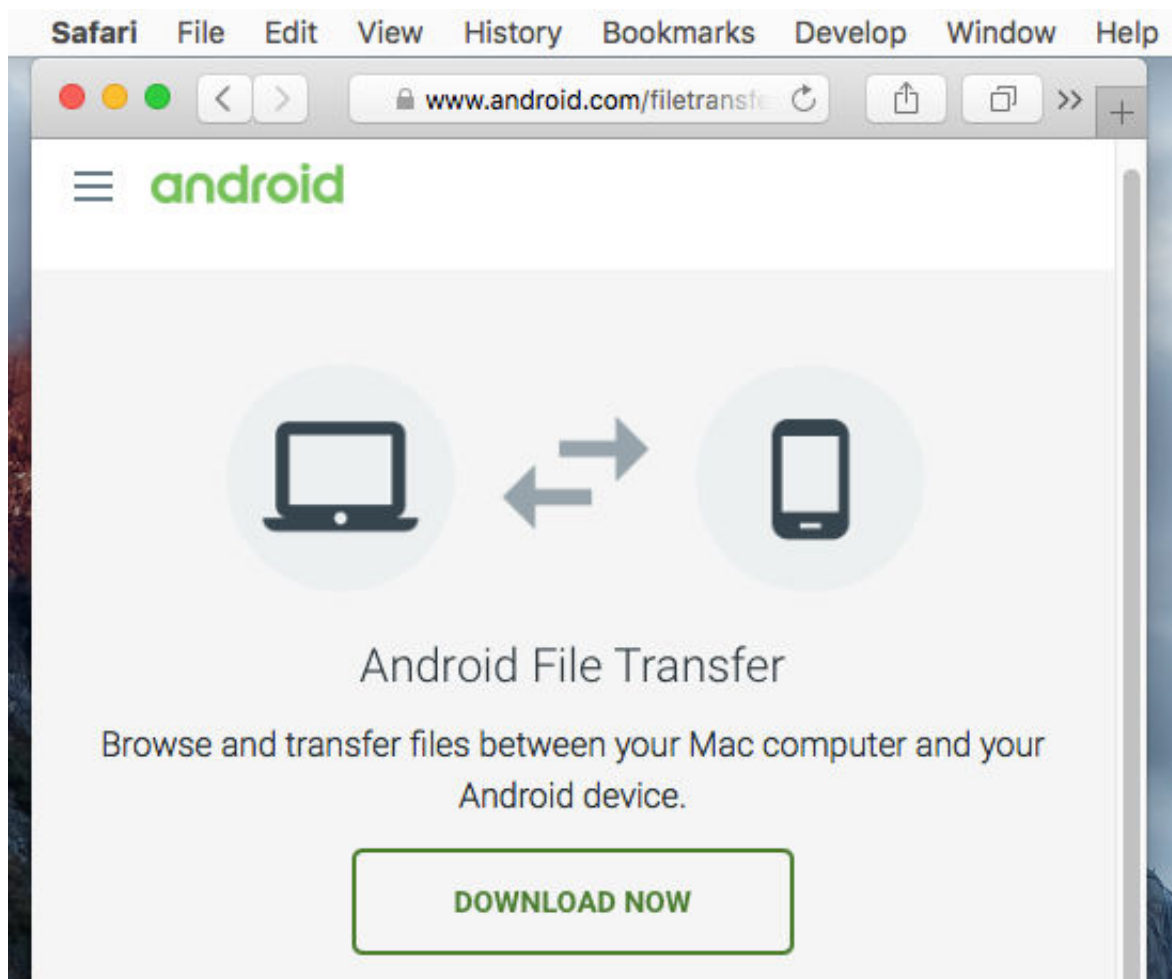 Safari File Edit View History Bookmarks Develop Window Help
www.android.com/filetransfe
android
Android File Transfer
Browse and transfer files between your Mac computer and your
Android device.
DOWNLOAD NOW